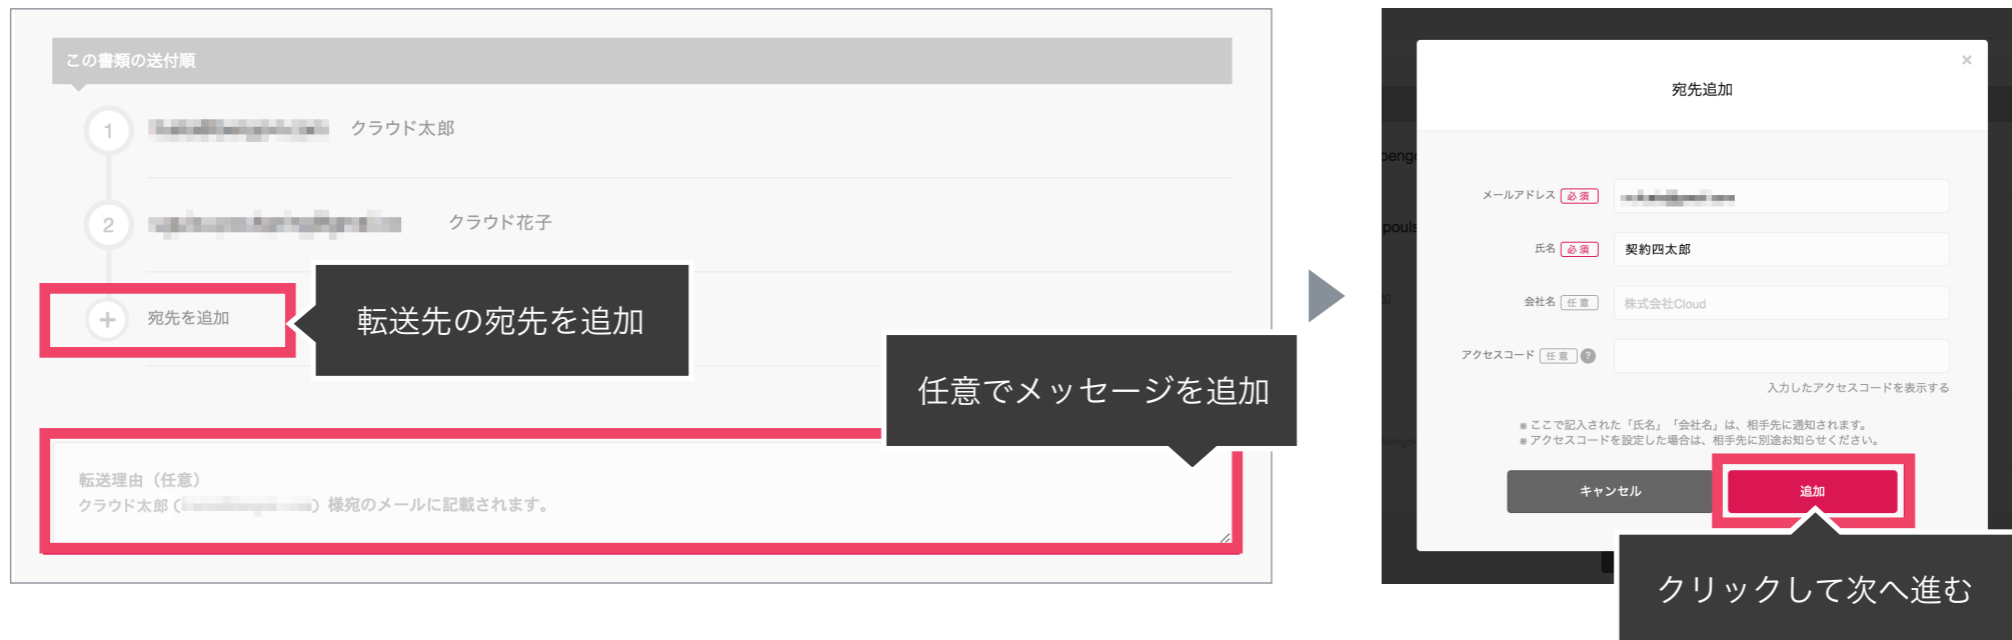 この書類の送付順
1
クラウド太郎
2
クラウド花子
+ 宛先を追加
転送先の宛先を追加
任意でメッセージを追加
転送理由（任意）
クラウド太郎（ ）様宛のメールに記載されます。
×
宛先追加
メールアドレス 必須
氏名 必須 契約四太郎
会社名 任意 株式会社Cloud
アクセスコード 任意 ?
入力したアクセスコードを表示する
※ ここで記入された「氏名」「会社名」は、相手先に通知されます。
※ アクセスコードを設定した場合は、相手先に別途お知らせください。
キャンセル
追加
クリックして次へ進む